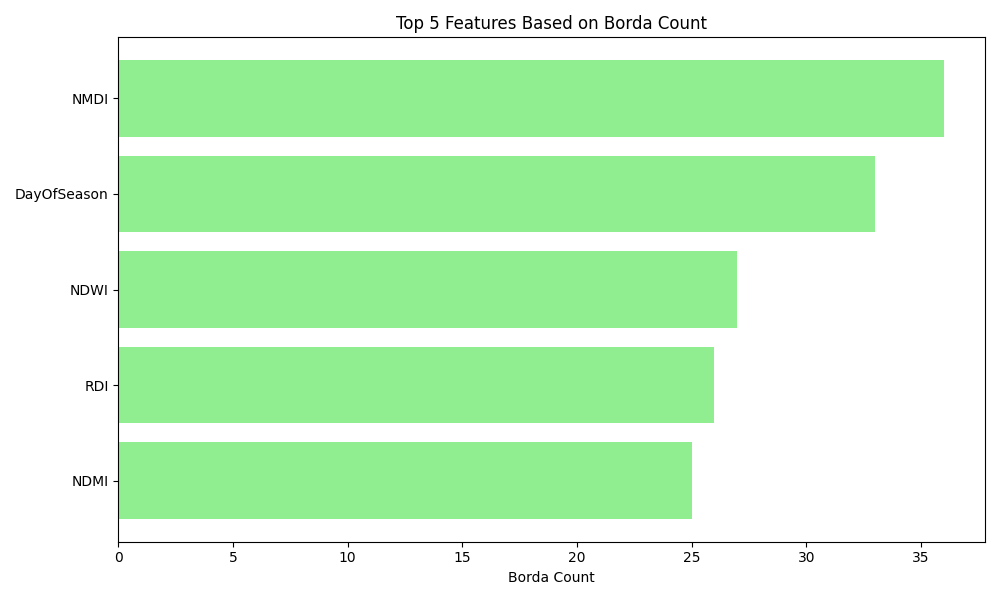 Top 5 Features Based on Borda Count
NMDI
DayOfSeason
NDWI
RDI
NDMI
0 5 10 15 20 25 30 35
Borda Count